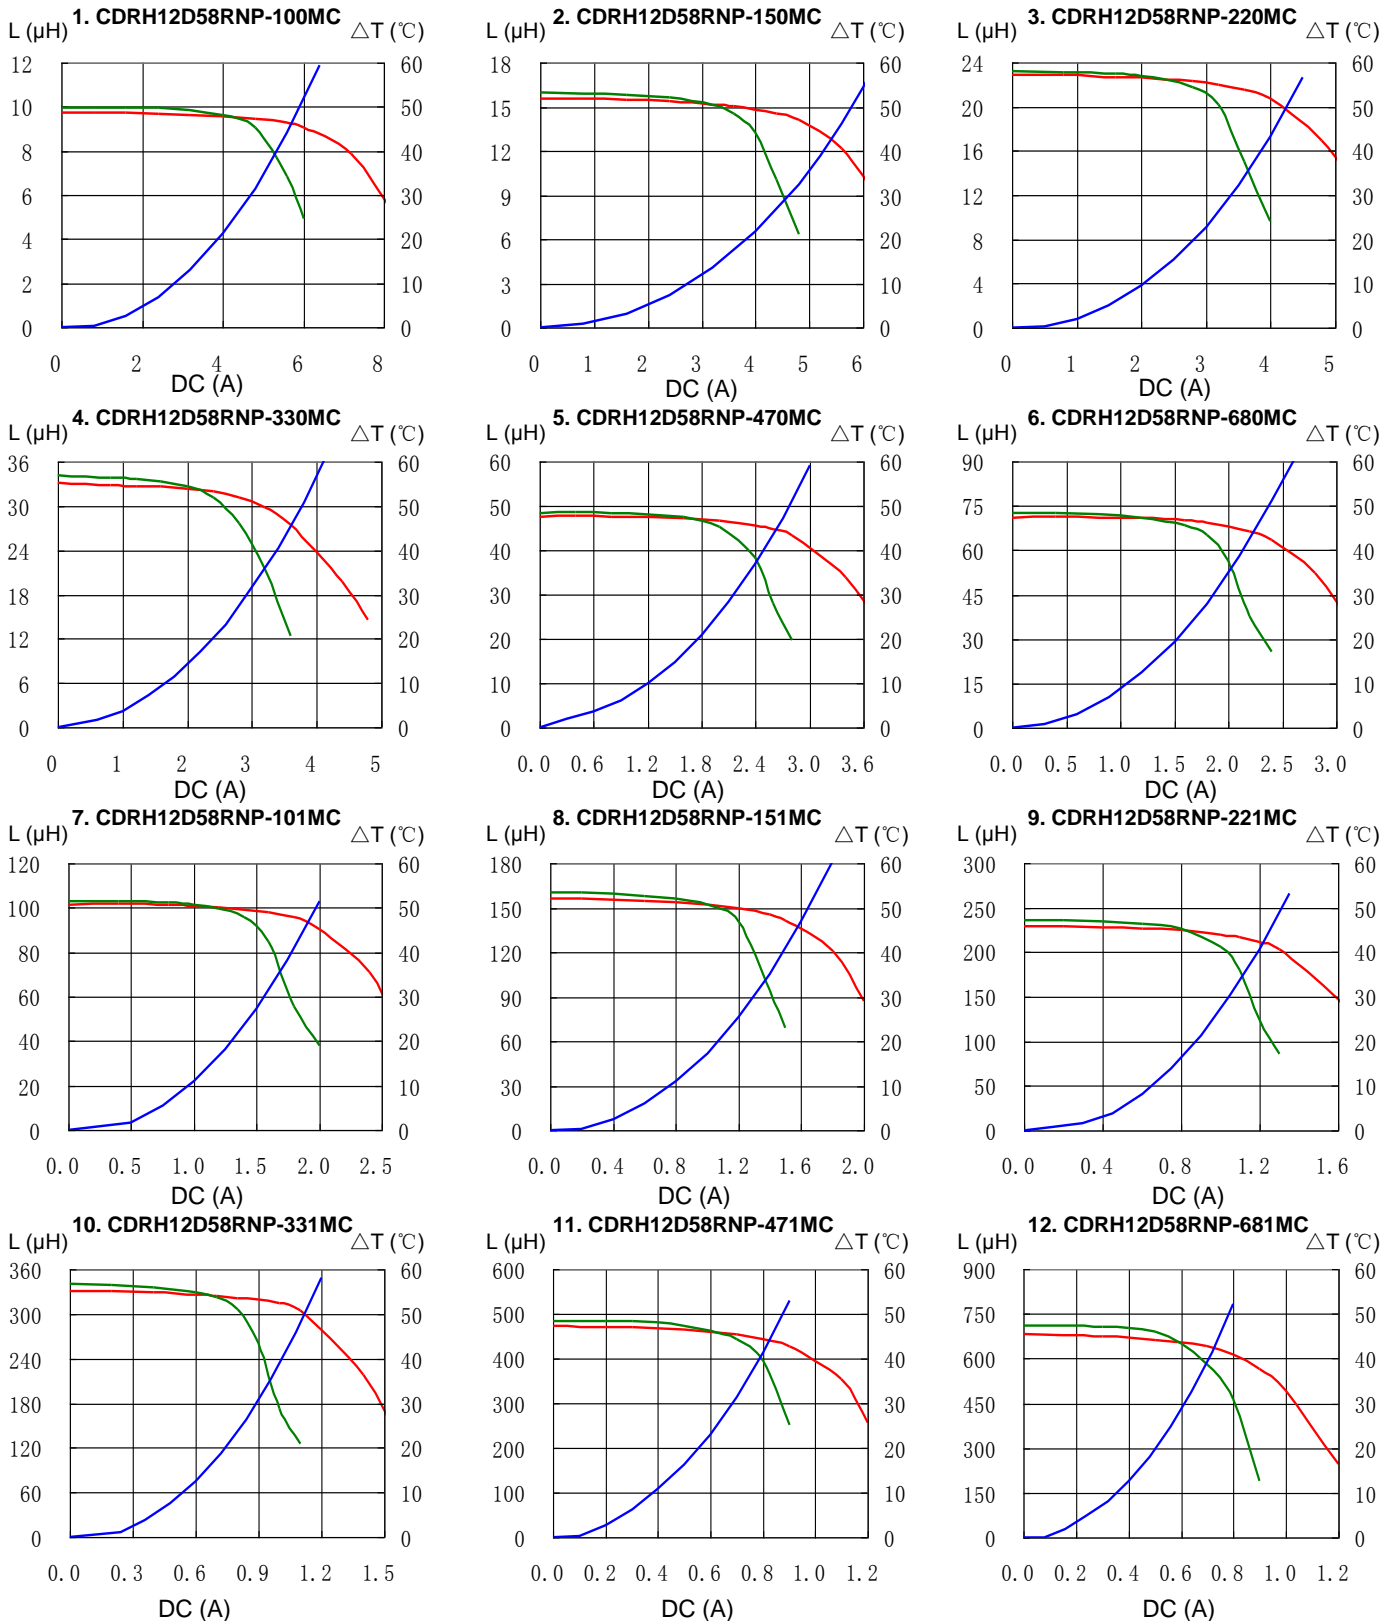 1. CDRH12D58RNP-100MC
L (µH) △T (℃)
12 60
10 50
8 40
6 30
4 20
2 10
0 0
0 2 4 6 8
DC (A)
2. CDRH12D58RNP-150MC
L (µH) △T (℃)
18 60
15 50
12 40
9 30
6 20
3 10
0 0
0 1 2 3 4 5 6
DC (A)
3. CDRH12D58RNP-220MC
L (µH) △T (℃)
24 60
20 50
16 40
12 30
8 20
4 10
0 0
0 1 2 3 4 5
DC (A)
4. CDRH12D58RNP-330MC
L (µH) △T (℃)
36 60
30 50
24 40
18 30
12 20
6 10
0 0
0 1 2 3 4 5
DC (A)
5. CDRH12D58RNP-470MC
L (µH) △T (℃)
60 60
50 50
40 40
30 30
20 20
10 10
0 0
0.0 0.6 1.2 1.8 2.4 3.0 3.6
DC (A)
6. CDRH12D58RNP-680MC
L (µH) △T (℃)
90 60
75 50
60 40
45 30
30 20
15 10
0 0
0.0 0.5 1.0 1.5 2.0 2.5 3.0
DC (A)
7. CDRH12D58RNP-101MC
L (µH) △T (℃)
120 60
100 50
80 40
60 30
40 20
20 10
0 0
0.0 0.5 1.0 1.5 2.0 2.5
DC (A)
8. CDRH12D58RNP-151MC
L (µH) △T (℃)
180 60
150 50
120 40
90 30
60 20
30 10
0 0
0.0 0.4 0.8 1.2 1.6 2.0
DC (A)
9. CDRH12D58RNP-221MC
L (µH) △T (℃)
300 60
250 50
200 40
150 30
100 20
50 10
0 0
0.0 0.4 0.8 1.2 1.6
DC (A)
10. CDRH12D58RNP-331MC
L (µH) △T (℃)
360 60
300 50
240 40
180 30
120 20
60 10
0 0
0.0 0.3 0.6 0.9 1.2 1.5
DC (A)
11. CDRH12D58RNP-471MC
L (µH) △T (℃)
600 60
500 50
400 40
300 30
200 20
100 10
0 0
0.0 0.2 0.4 0.6 0.8 1.0 1.2
DC (A)
12. CDRH12D58RNP-681MC
L (µH) △T (℃)
900 60
750 50
600 40
450 30
300 20
150 10
0 0
0.0 0.2 0.4 0.6 0.8 1.0 1.2
DC (A)